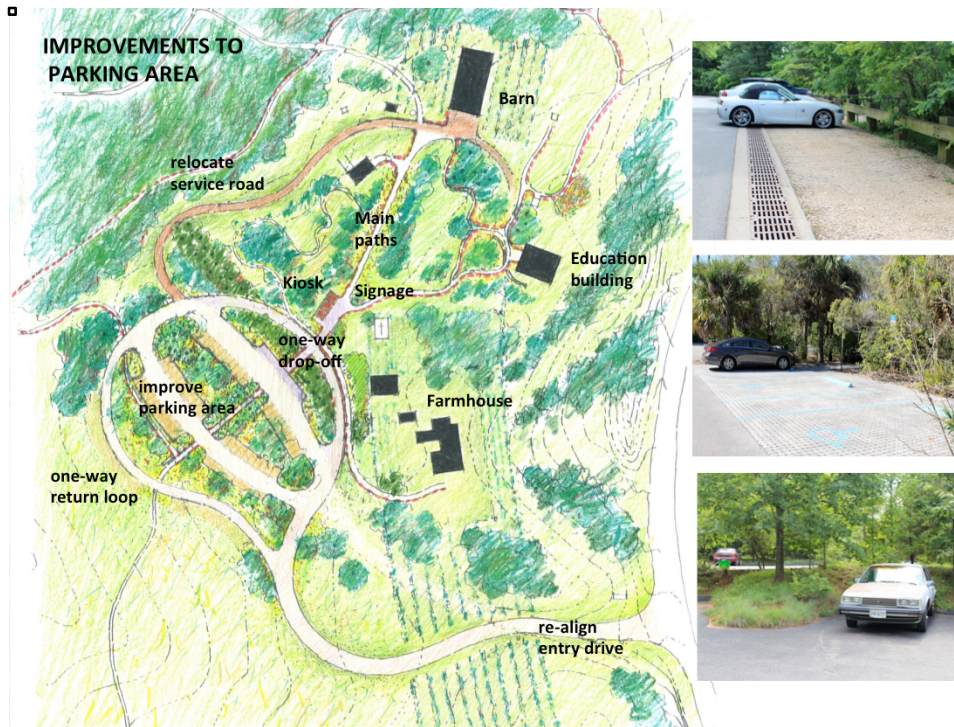 IMPROVEMENTS TO
PARKING AREA
Barn
relocate
service road
Main
paths
Kiosk
Signage
Education
building
one-way
drop-off
improve
parking area
Farmhouse
one-way
return loop
re-align
entry drive